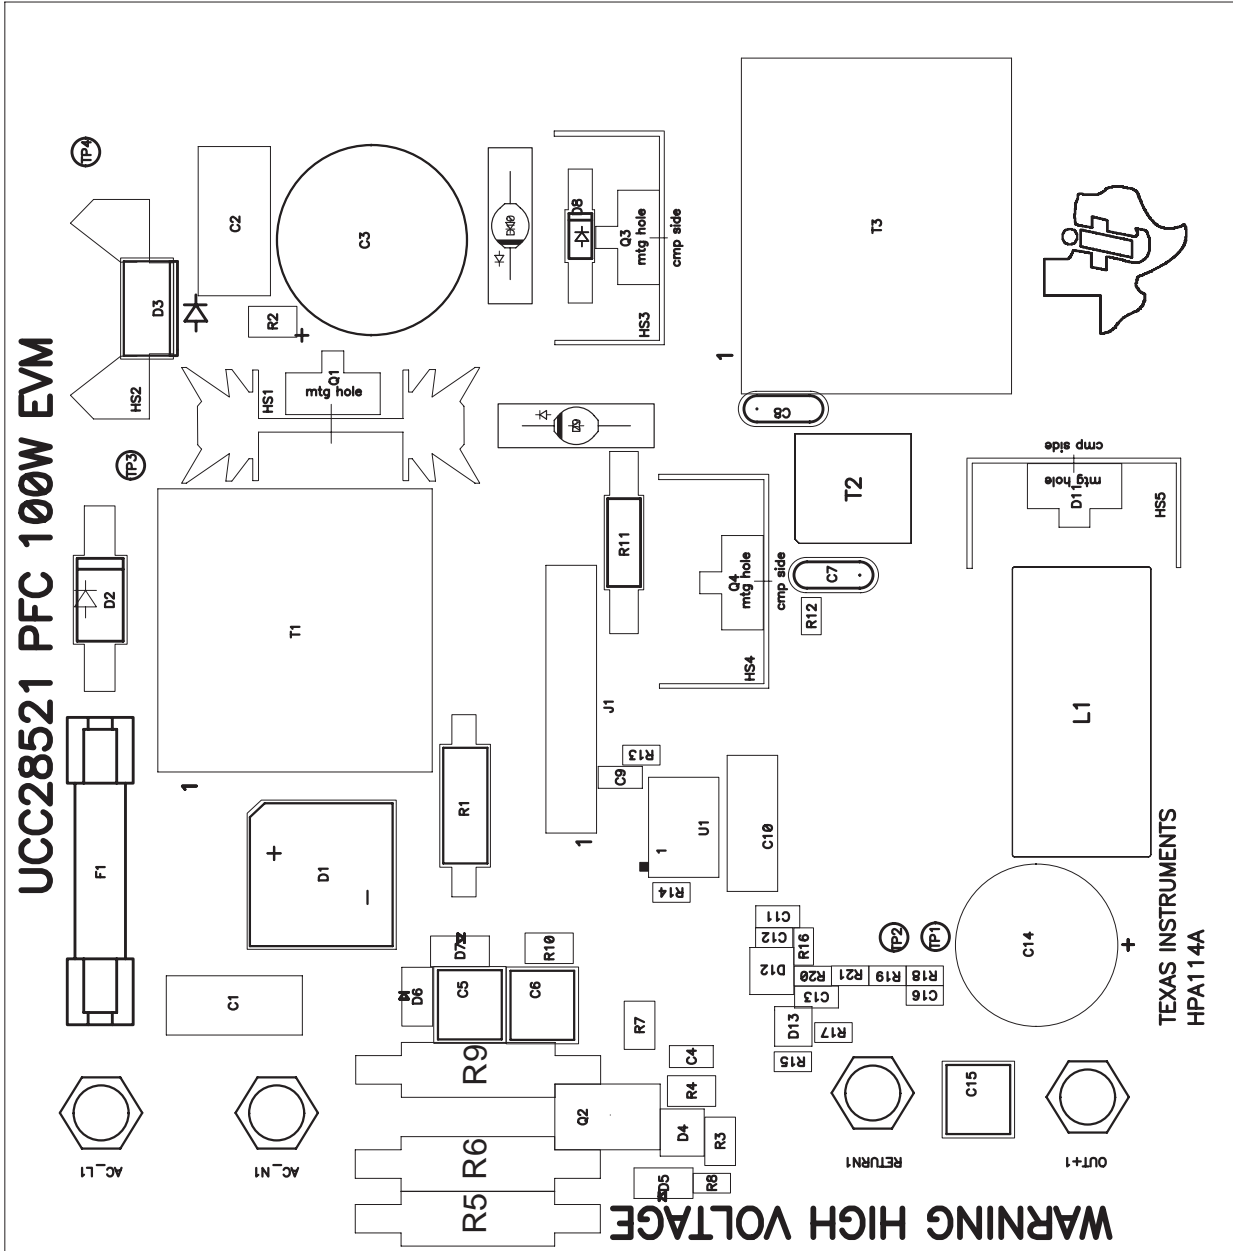 TP4
C2
C3
D8
Q3
mtg hole
cmp side
HS3
T3
D3
R2
+
HS2
HS1
Q1
mtg hole
1
C8
UCC28521 PFC 100W EVM
TP3
R11
T2
cmp side
mtg hole
D11
HS5
D2
T1
Q4
mtg hole
cmp side
C7
R12
HS4
J1
L1
1
R13
C9
F1
+
D1
-
R1
1
1
U1
C10
R14
C11
C12
R16
D12
TP2
TP1
C14
+
TEXAS INSTRUMENTS
HPA114A
R10
C1
D6
C5
C6
R20
R21
R19
R18
C13
C16
R7
D13
R17
R9
C4
R15
R4
C15
Q2
D4
R3
AC_L1
AC_N1
R6
D5
R8
RETURN1
OUT+1
R5
WARNING HIGH VOLTAGE